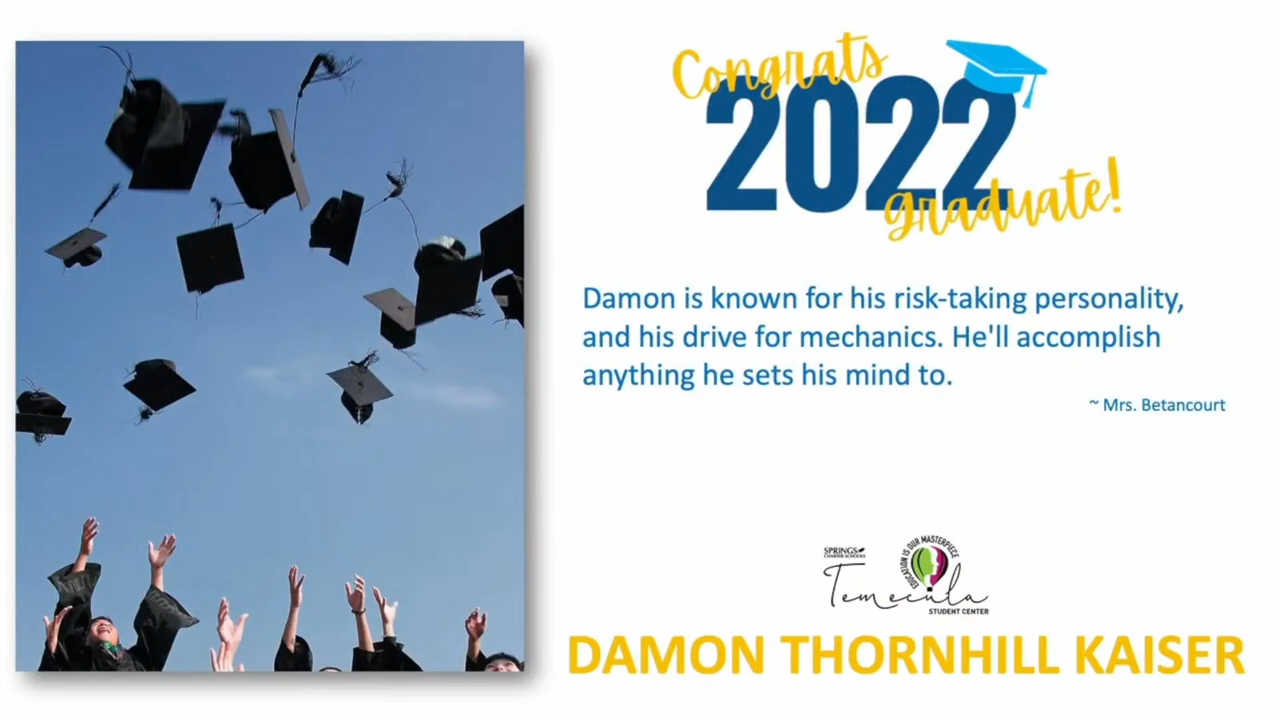 Congrats
2022
graduate!
Damon is known for his risk-taking personality,
and his drive for mechanics. He'll accomplish
anything he sets his mind to.
~ Mrs. Betancourt
SPRINGS
CHARTER SCHOOLS
EDUCATION IS OUR MASTERPIECE
Temecula
STUDENT CENTER
DAMON THORNHILL KAISER